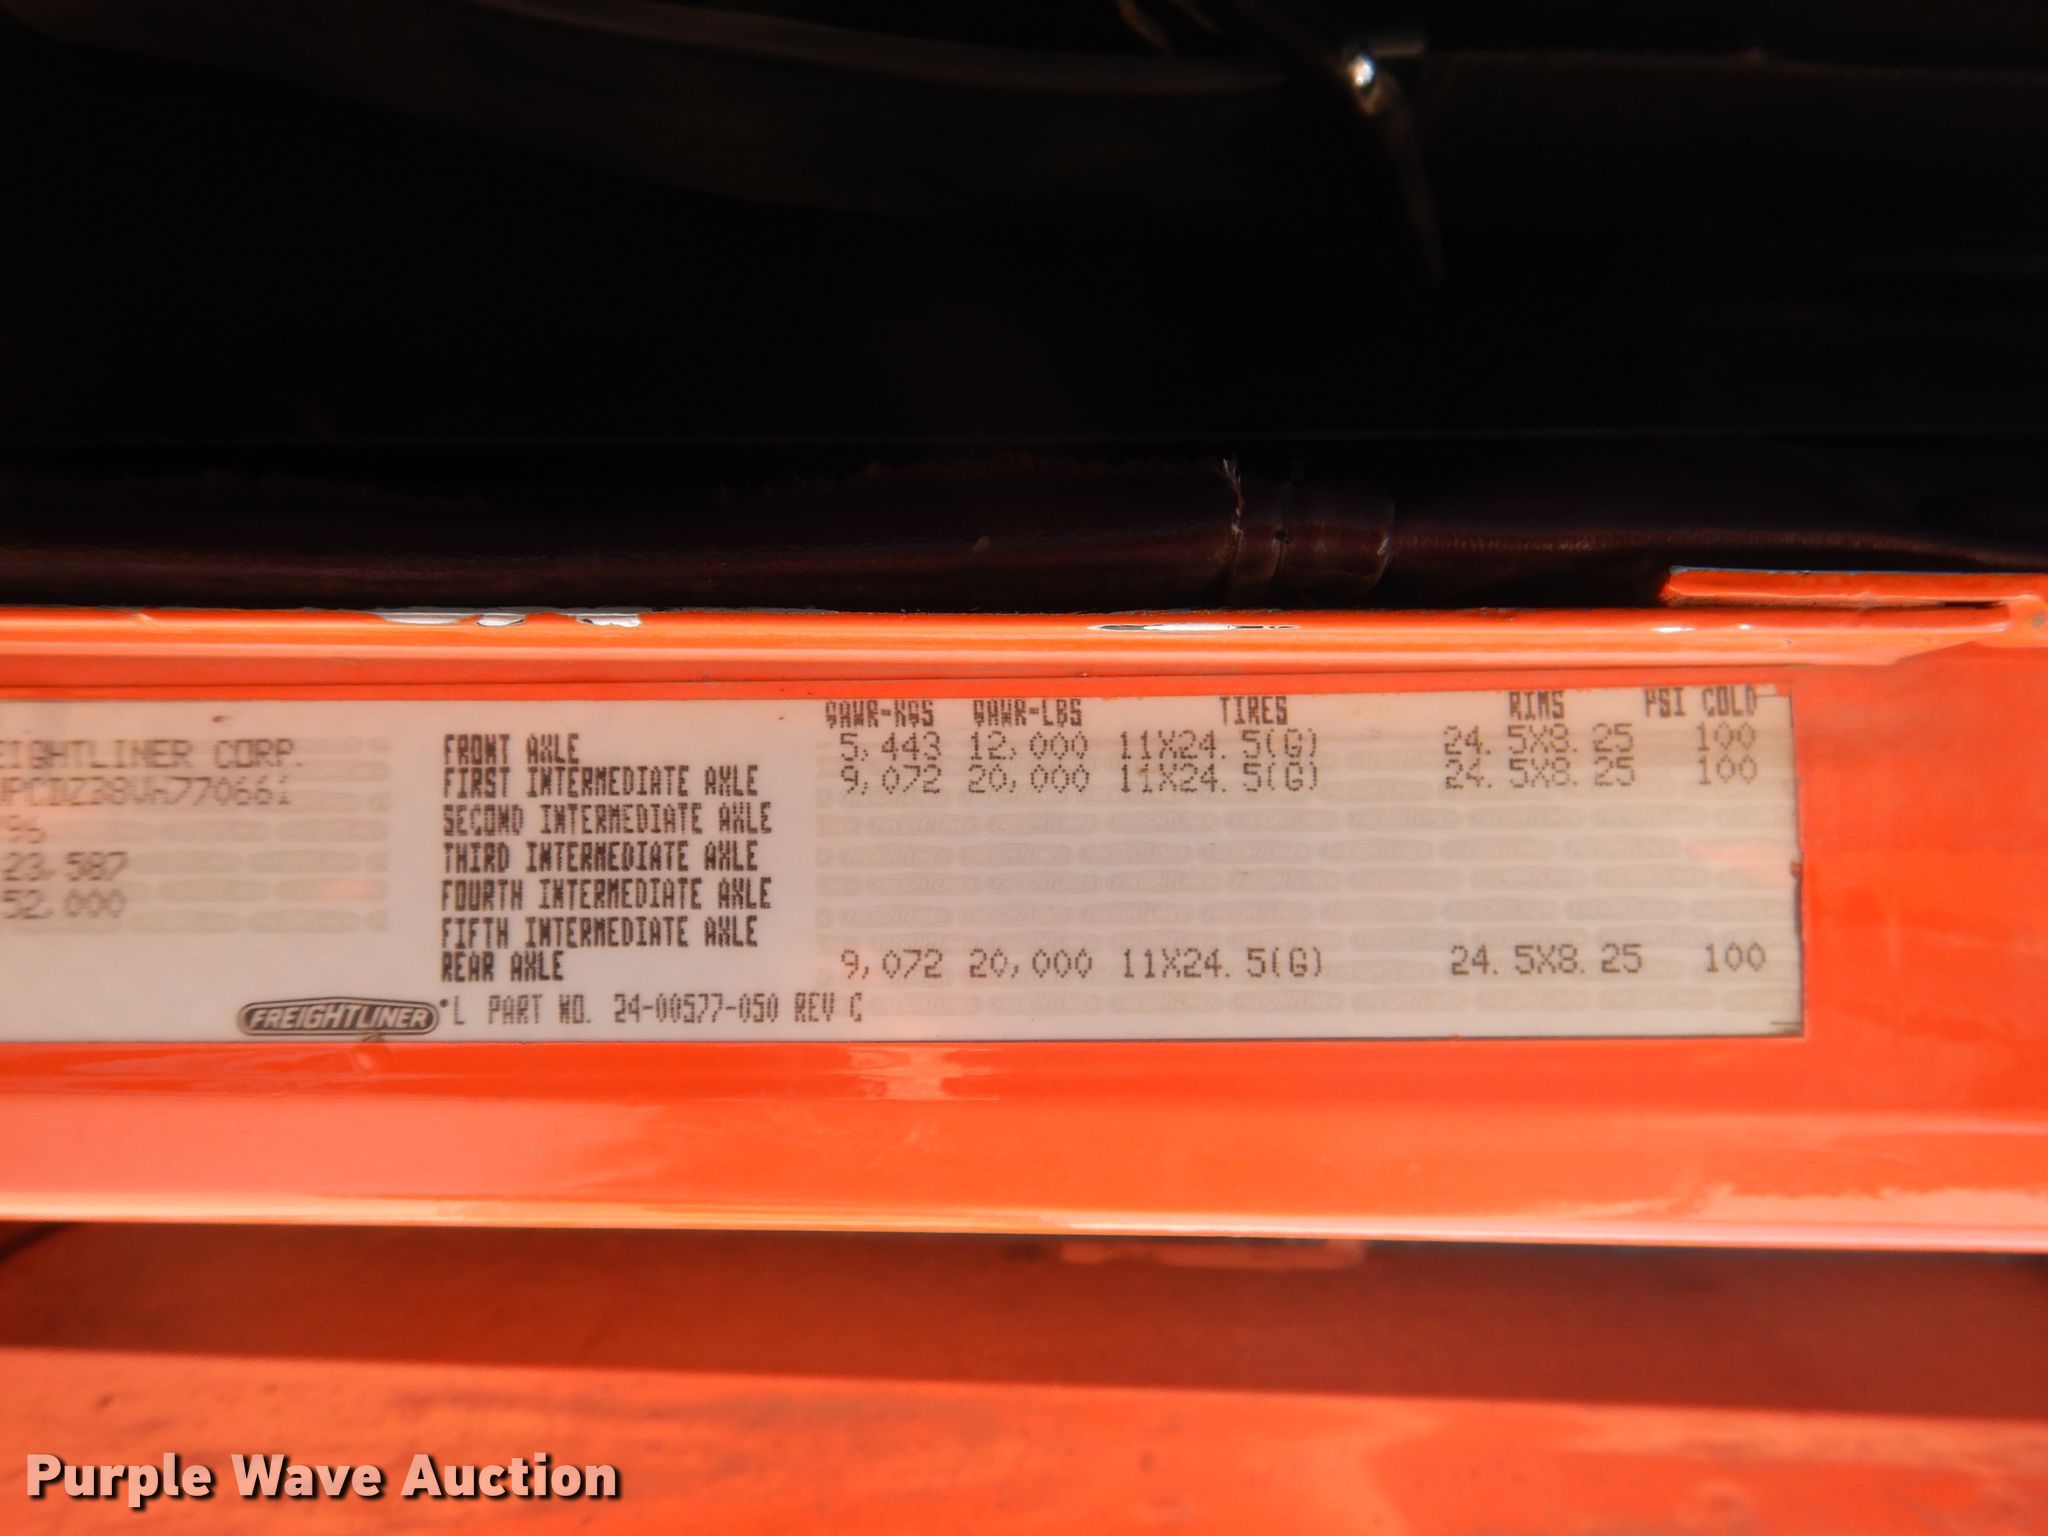 GAWR-KGS GAWR-LBS TIRES RIMS PSI COLD
EIGHTLINER CORP.
FRONT AXLE 5,443 12,000 11X24.5(G) 24.5X8.25 100
FIRST INTERMEDIATE AXLE 9,072 20,000 11X24.5(G) 24.5X8.25 100
96 SECOND INTERMEDIATE AXLE
23,587 THIRD INTERMEDIATE AXLE
52,000 FOURTH INTERMEDIATE AXLE
FIFTH INTERMEDIATE AXLE
REAR AXLE 9,072 20,000 11X24.5(G) 24.5X8.25 100
FREIGHTLINER *L PART NO. 24-00577-050 REV C
Purple Wave Auction